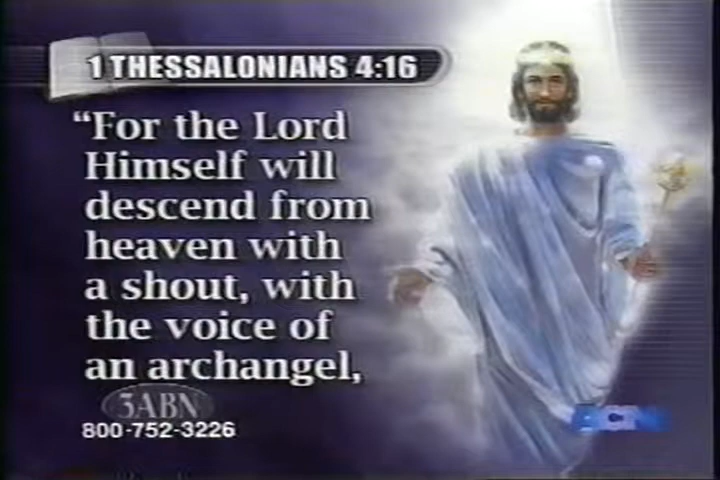 1 THESSALONIANS 4:16
“For the Lord
Himself will
descend from
heaven with
a shout, with
the voice of
an archangel,
3ABN
800-752-3226